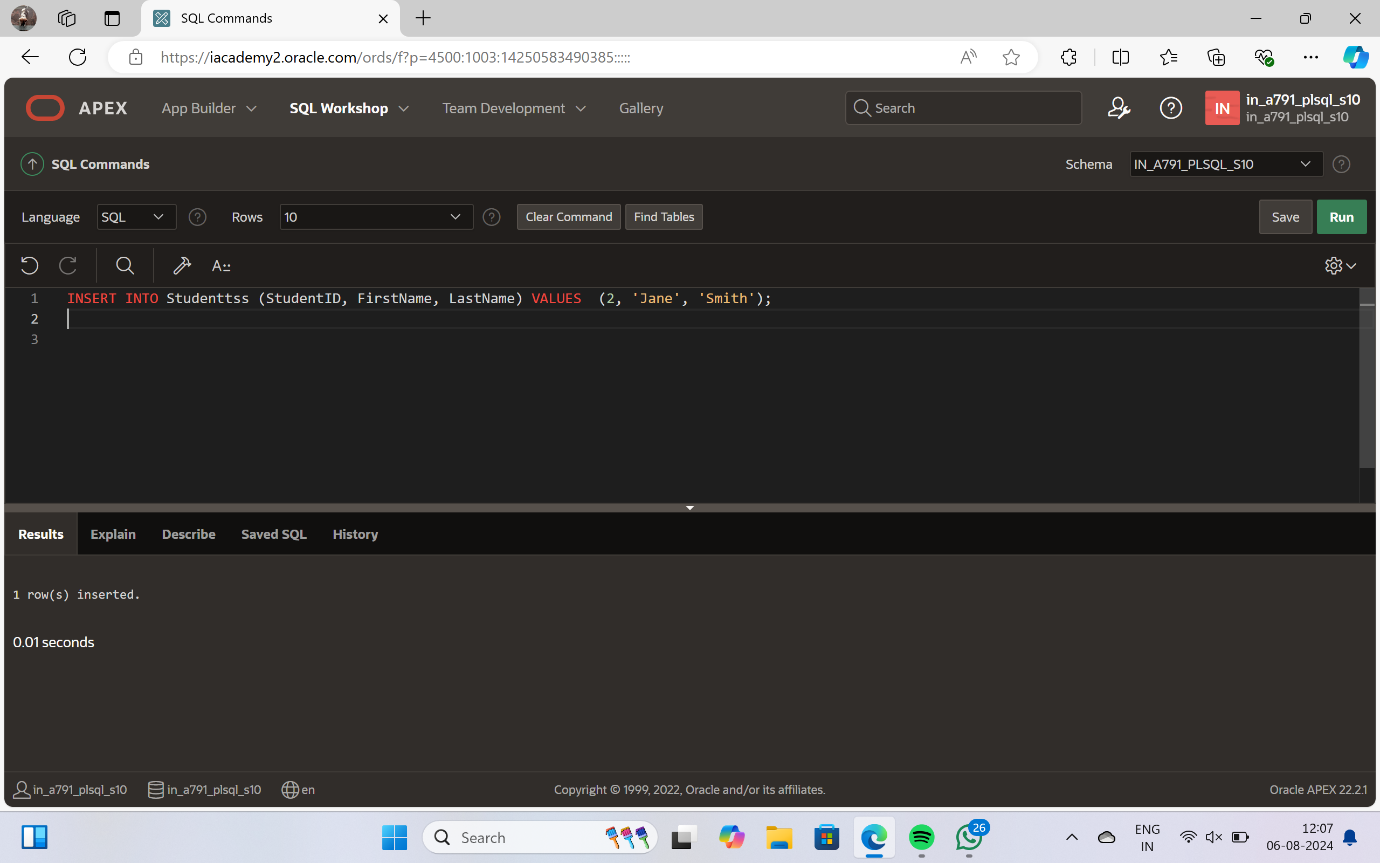 SQL Commands
https://iacademy2.oracle.com/ords/f?p=4500:1003:14250583490385:::::
APEX App Builder SQL Workshop Team Development Gallery Search IN in_a791_plsql_s10
in_a791_plsql_s10
SQL Commands Schema IN_A791_PLSQL_S10
Language SQL Rows 10 Clear Command Find Tables Save Run
1 INSERT INTO Studenttss (StudentID, FirstName, LastName) VALUES  (2, 'Jane', 'Smith');
2
3
Results Explain Describe Saved SQL History
1 row(s) inserted.
0.01 seconds
in_a791_plsql_s10 in_a791_plsql_s10 en Copyright © 1999, 2022, Oracle and/or its affiliates. Oracle APEX 22.2.1
Search 26 ENG 12:07
IN 06-08-2024